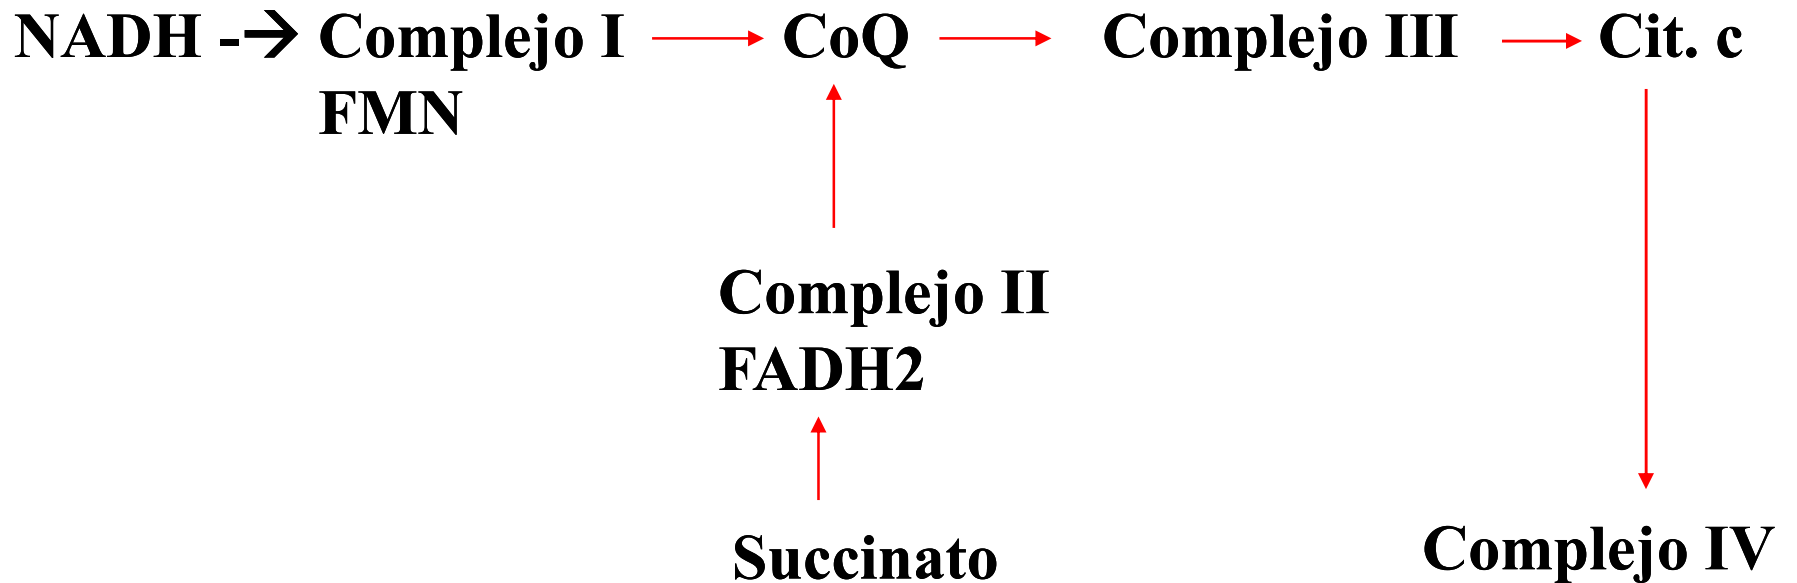 NADH -→ Complejo I → CoQ → Complejo III → Cit. c
FMN
Complejo II
FADH2
Succinato
Complejo IV